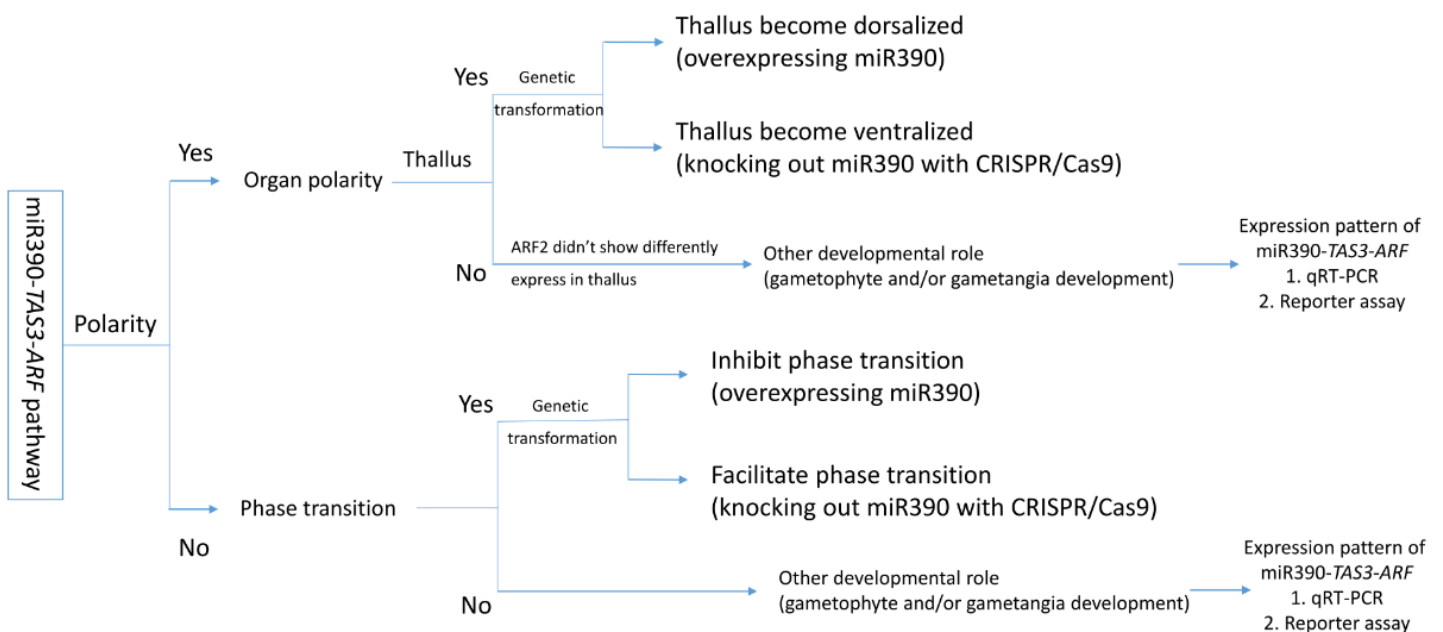 miR390-TAS3-ARF pathway
Polarity
Yes
Organ polarity
Thallus
Yes
Genetic
transformation
Thallus become dorsalized
(overexpressing miR390)
Thallus become ventralized
(knocking out miR390 with CRISPR/Cas9)
No
ARF2 didn’t show differently
express in thallus
Other developmental role
(gametophyte and/or gametangia development)
Expression pattern of
miR390-TAS3-ARF
1. qRT-PCR
2. Reporter assay
No
Phase transition
Yes
Genetic
transformation
Inhibit phase transition
(overexpressing miR390)
Facilitate phase transition
(knocking out miR390 with CRISPR/Cas9)
No
Other developmental role
(gametophyte and/or gametangia development)
Expression pattern of
miR390-TAS3-ARF
1. qRT-PCR
2. Reporter assay